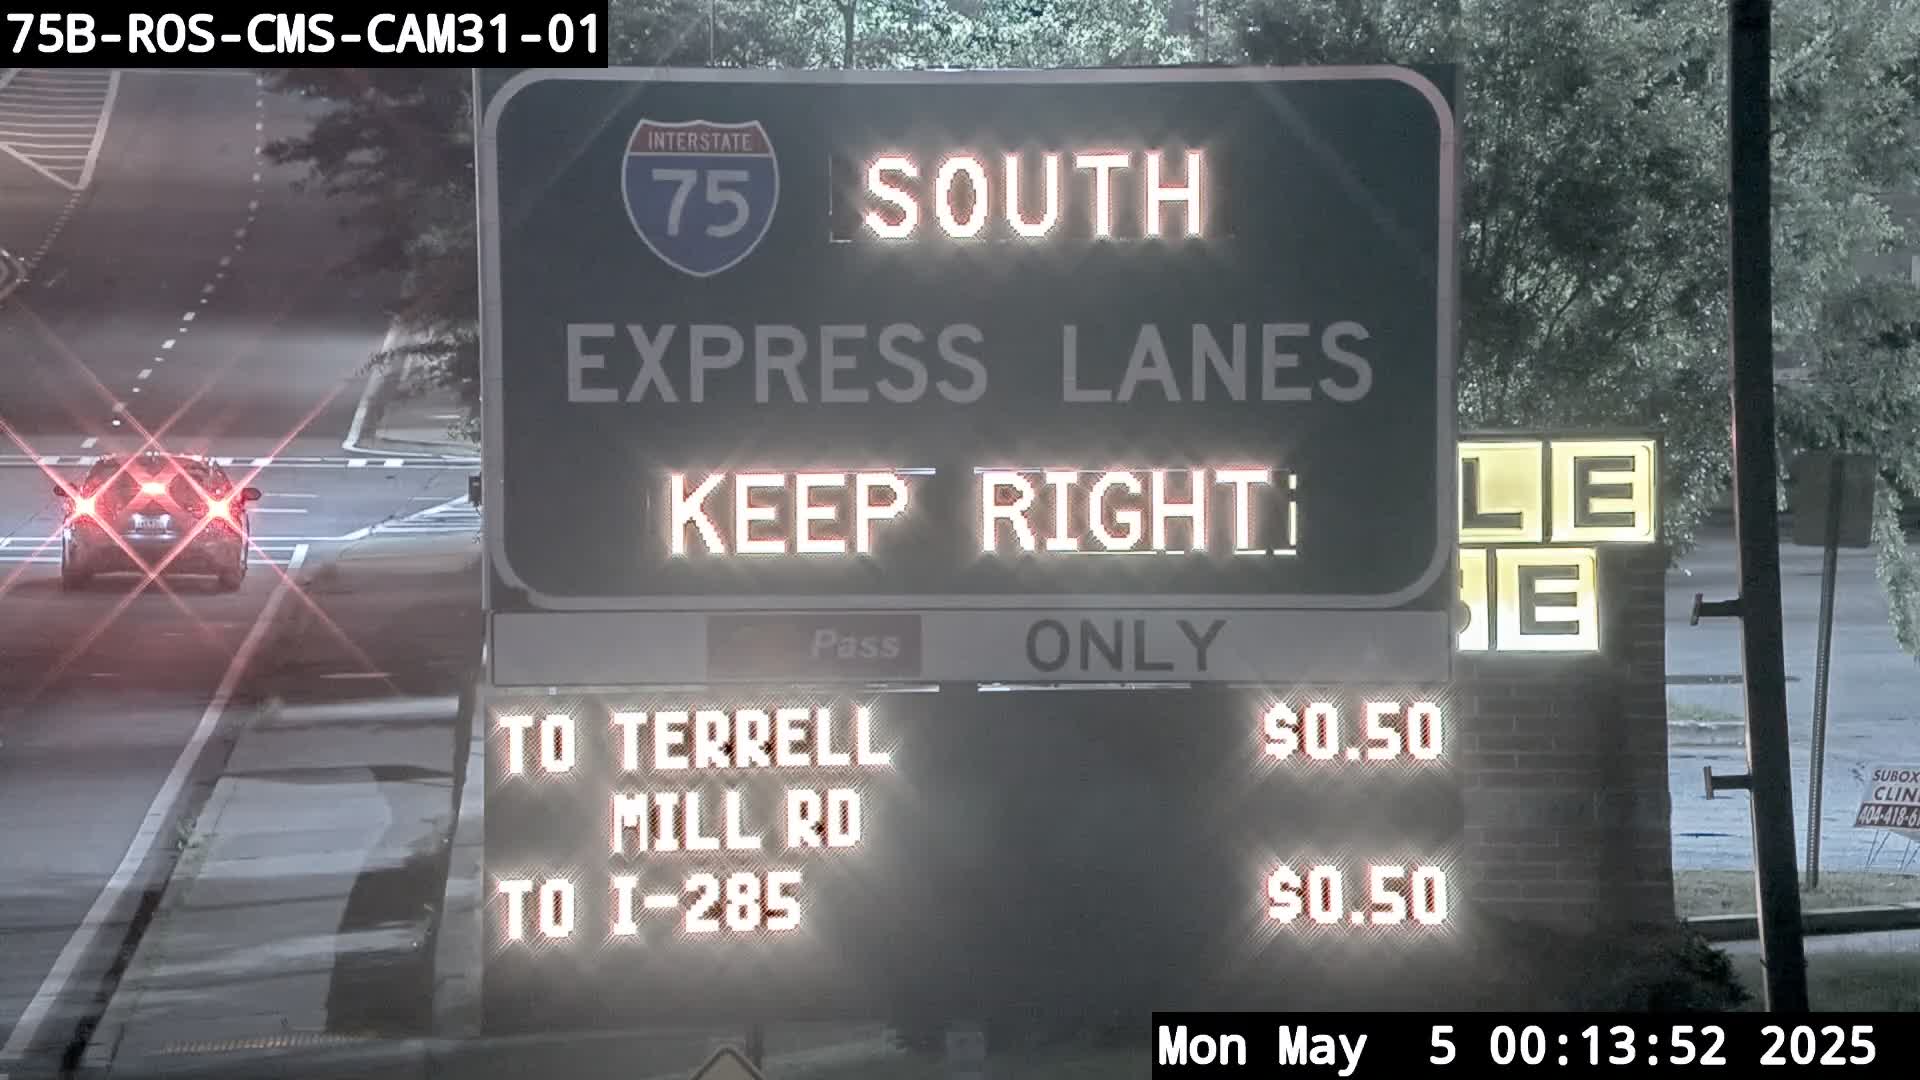 75B-ROS-CMS-CAM31-01
INTERSTATE
75
SOUTH
EXPRESS LANES
KEEP RIGHT
Pass ONLY
TO TERRELL $0.50
MILL RD
TO I-285 $0.50
LE
E
Mon May 5 00:13:52 2025